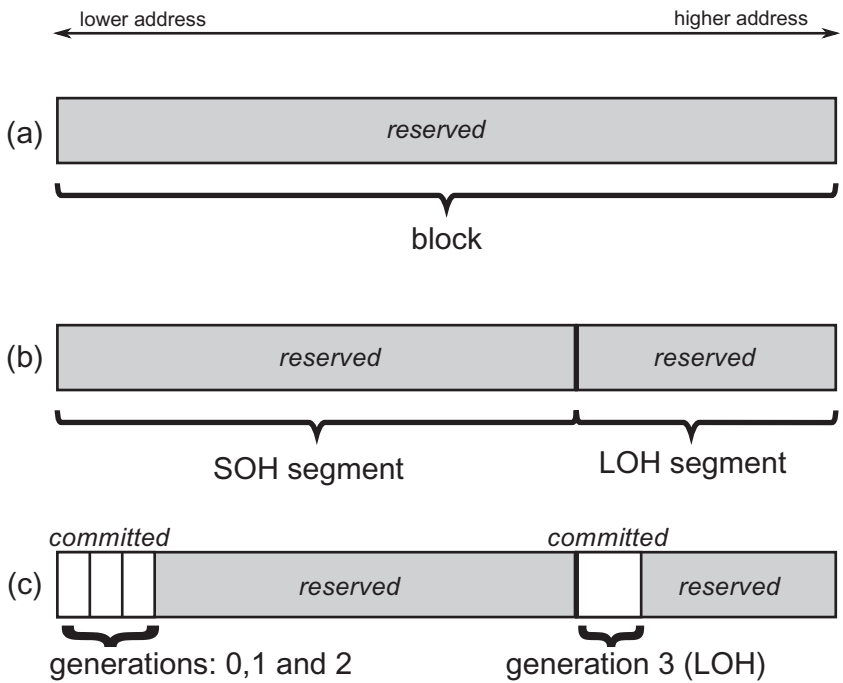 lower address higher address
(a) reserved
block
(b) reserved reserved
SOH segment LOH segment
committed committed
(c) reserved reserved
generations: 0,1 and 2 generation 3 (LOH)